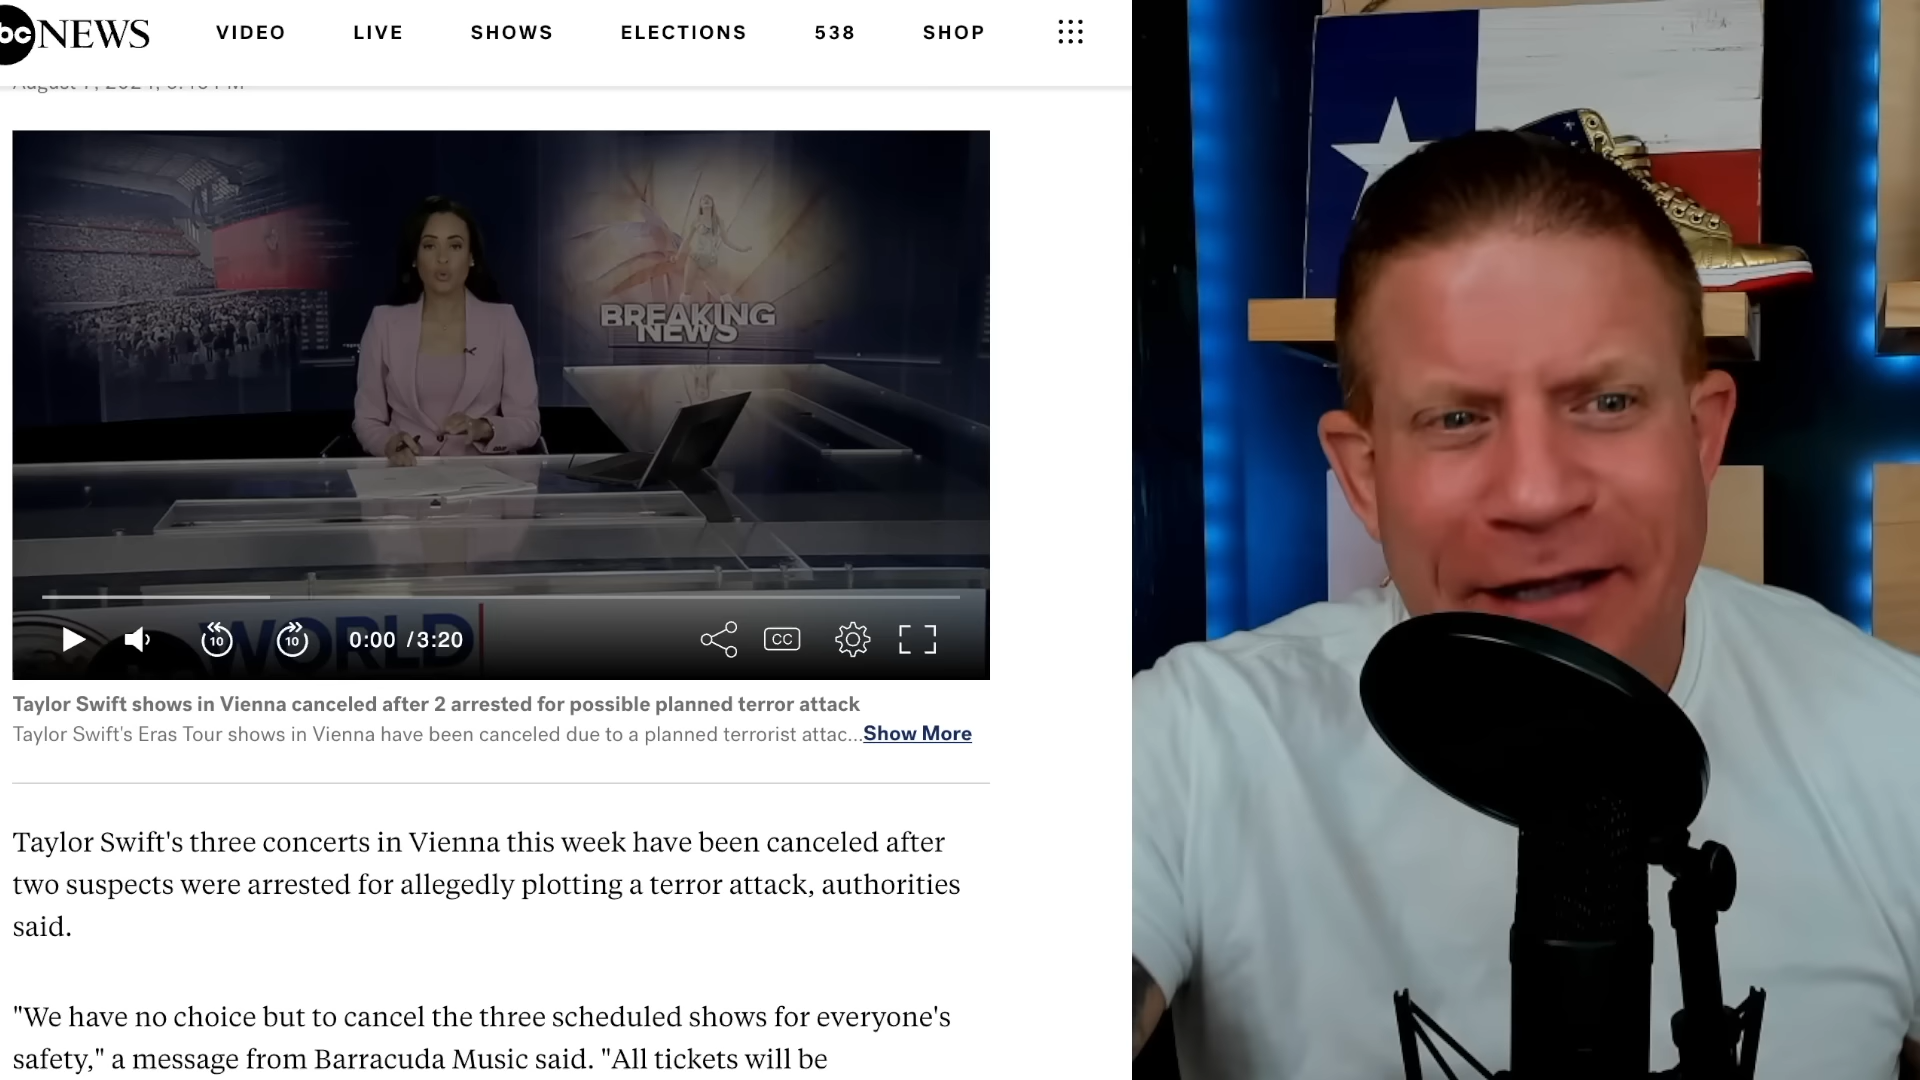 bc NEWS
VIDEO LIVE SHOWS ELECTIONS 538 SHOP
BREAKING
NEWS
WORLD
10 10 0:00 / 3:20 CC
Taylor Swift shows in Vienna canceled after 2 arrested for possible planned terror attack
Taylor Swift's Eras Tour shows in Vienna have been canceled due to a planned terrorist attac...Show More
Taylor Swift's three concerts in Vienna this week have been canceled after
two suspects were arrested for allegedly plotting a terror attack, authorities
said.
"We have no choice but to cancel the three scheduled shows for everyone's
safety," a message from Barracuda Music said. "All tickets will be